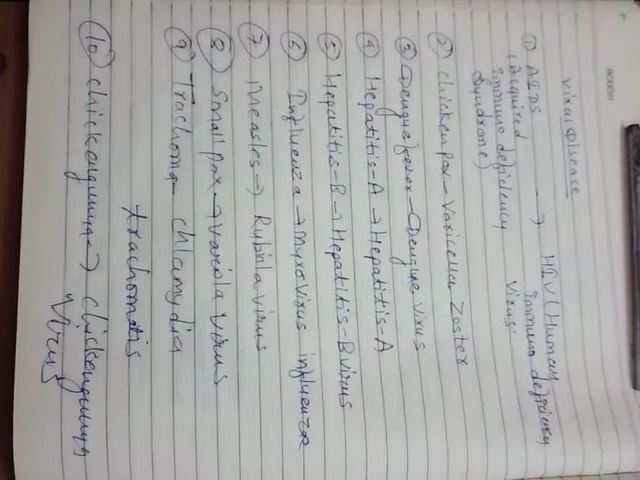 Viral Disease
① AIDS → HIV (Human
(Acquired immuno deficiency
immuno deficiency Virus.
Syndrome)
② Chicken pox - Varicella Zoster
③ Dengue fever - Dengue Virus
④ Hepatitis-A → Hepatitis-A
⑤ Hepatitis-B → Hepatitis-B virus
⑥ Influenza → Myxo Virus influenza
⑦ Measles → Rubiola virus
⑧ Small pox → Variola virus
⑨ Trachoma chlamydia
trachomatis
⑩ Chickengunya → Chickengunya
Virus